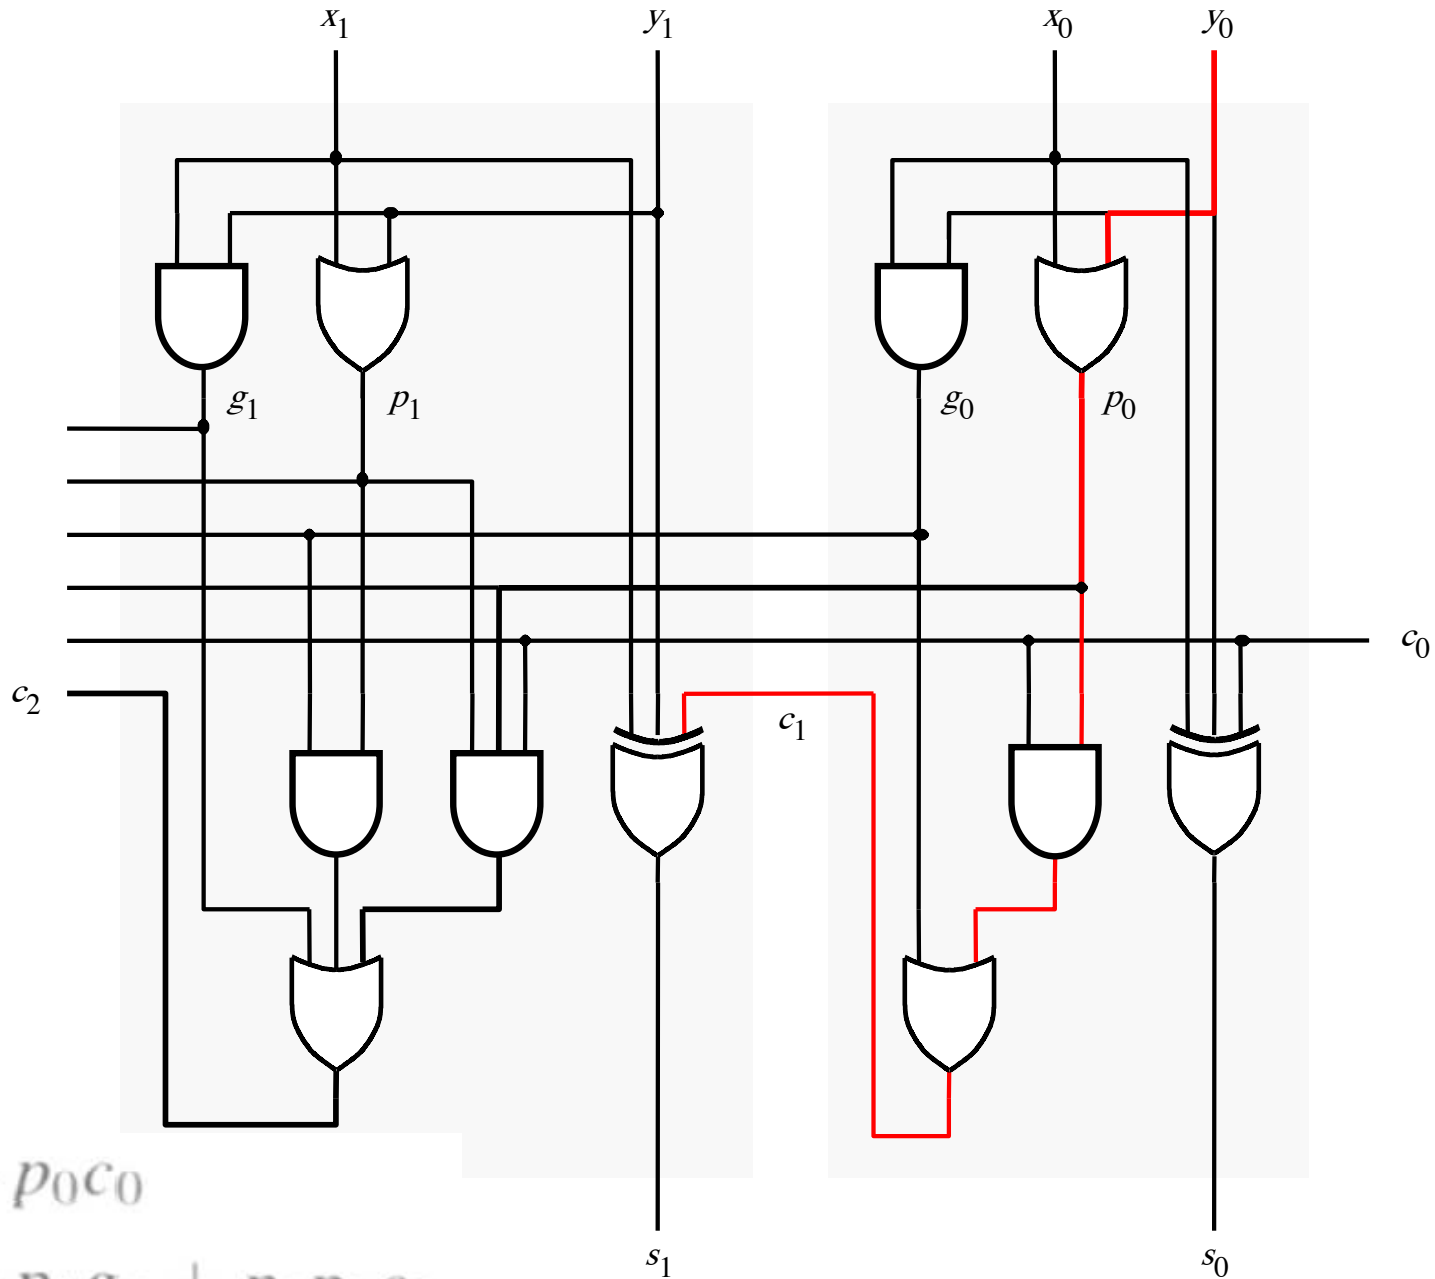 x₁ y₁ x₀ y₀
g₁ p₁ g₀ p₀
c₀
c₂ c₁
p₀c₀
s₁ s₀